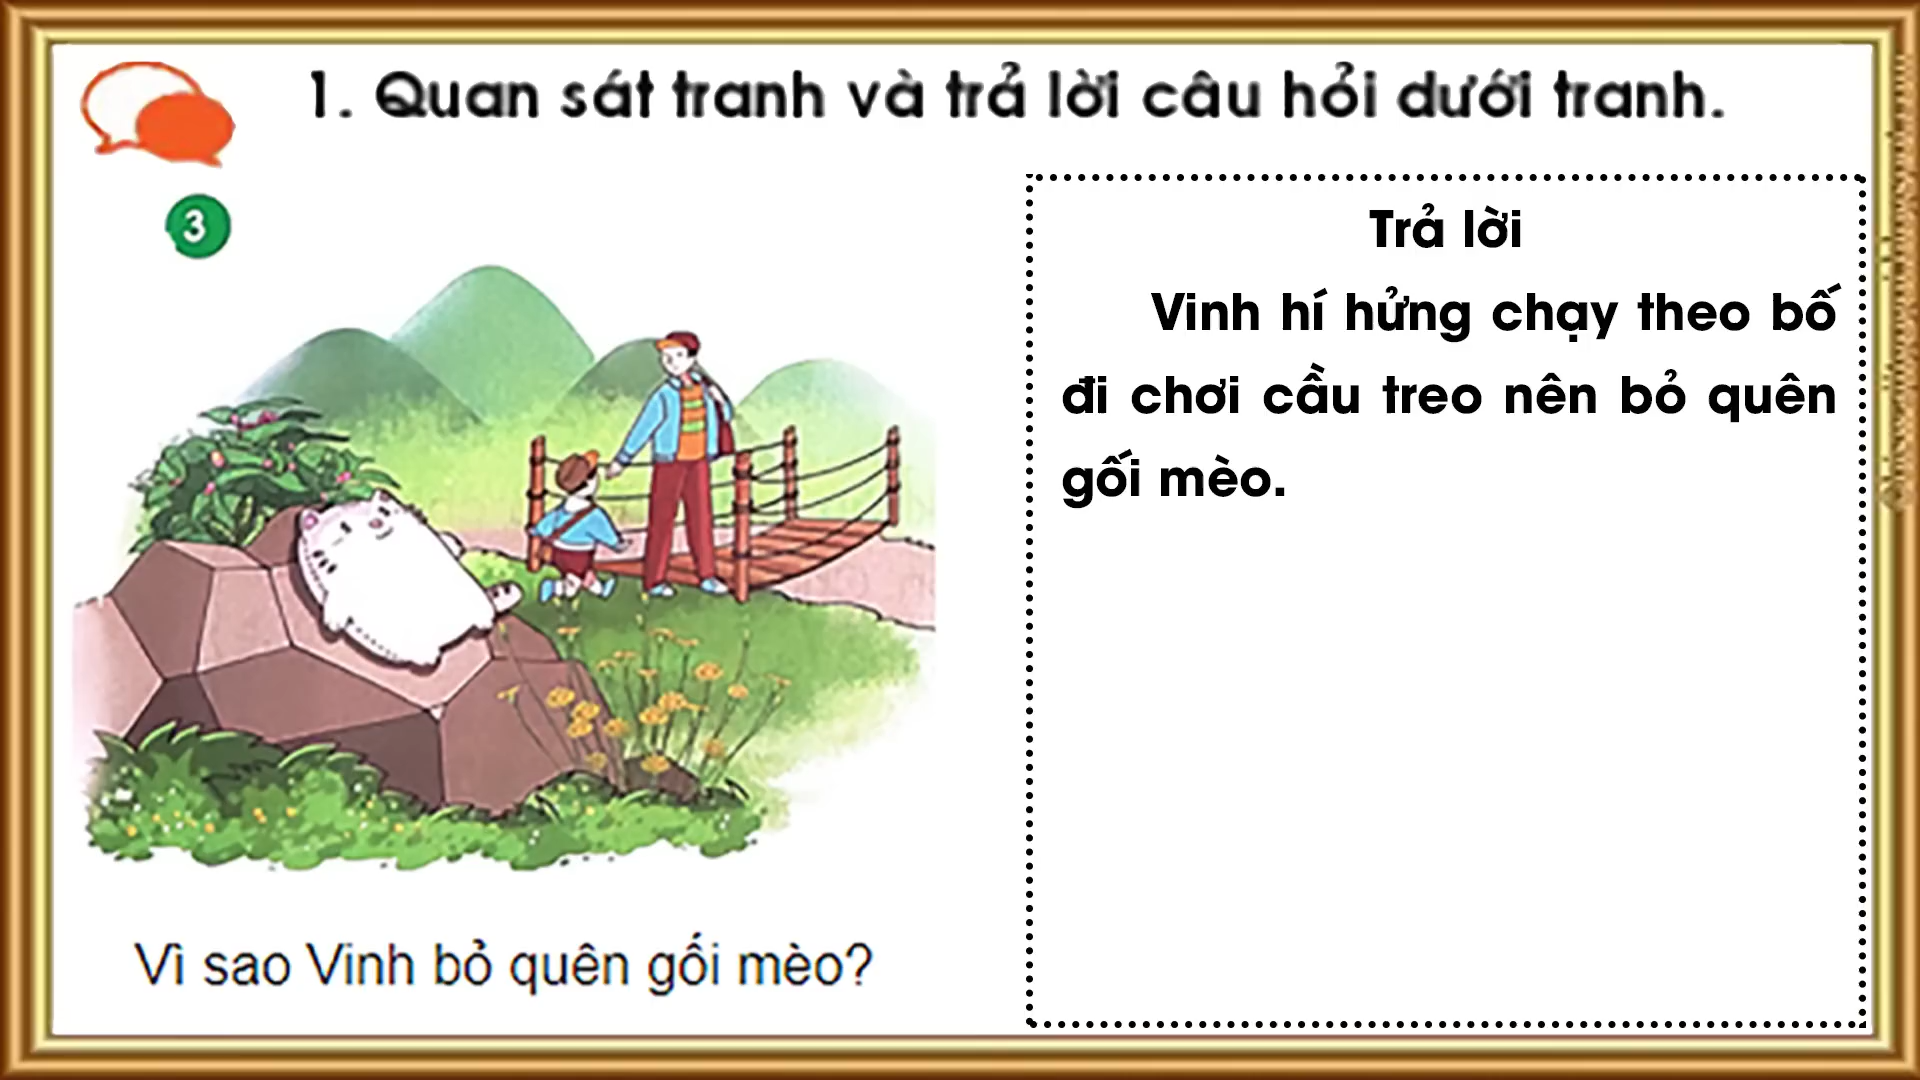 1. Quan sát tranh và trả lời câu hỏi dưới tranh.
3
Vì sao Vinh bỏ quên gối mèo?
Trả lời
Vinh hí hửng chạy theo bố
đi chơi cầu treo nên bỏ quên
gối mèo.